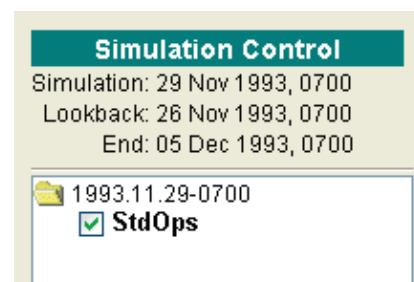 Simulation Control
Simulation: 29 Nov 1993, 0700
Lookback: 26 Nov 1993, 0700
End: 05 Dec 1993, 0700
1993.11.29-0700
StdOps